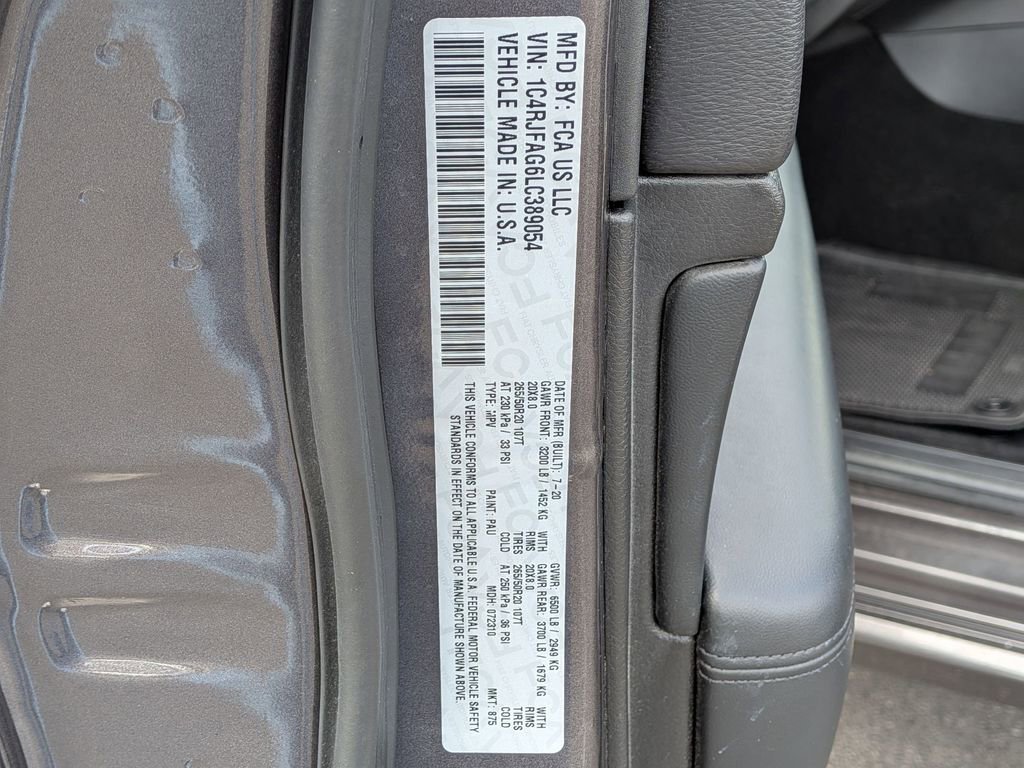 MFD BY: FCA US LLC
VIN: 1C4RJFAG6LC389054
VEHICLE MADE IN: U.S.A.
DATE OF MFR (BUILT): 7-20 GVWR: 6500 LB / 2949 KG
GAWR FRONT: 3200 LB / 1452 KG WITH GAWR REAR: 3700 LB / 1679 KG WITH
20X8.0 RIMS 20X8.0 RIMS
265/50R20 107T TIRES 265/50R20 107T TIRES
AT 230 kPa / 33 PSI COLD AT 250 kPa / 36 PSI COLD
TYPE: MPV PAINT: PAU MDH: 072310 MKT: 875
THIS VEHICLE CONFORMS TO ALL APPLICABLE U.S.A. FEDERAL MOTOR VEHICLE SAFETY
STANDARDS IN EFFECT ON THE DATE OF MANUFACTURE SHOWN ABOVE.